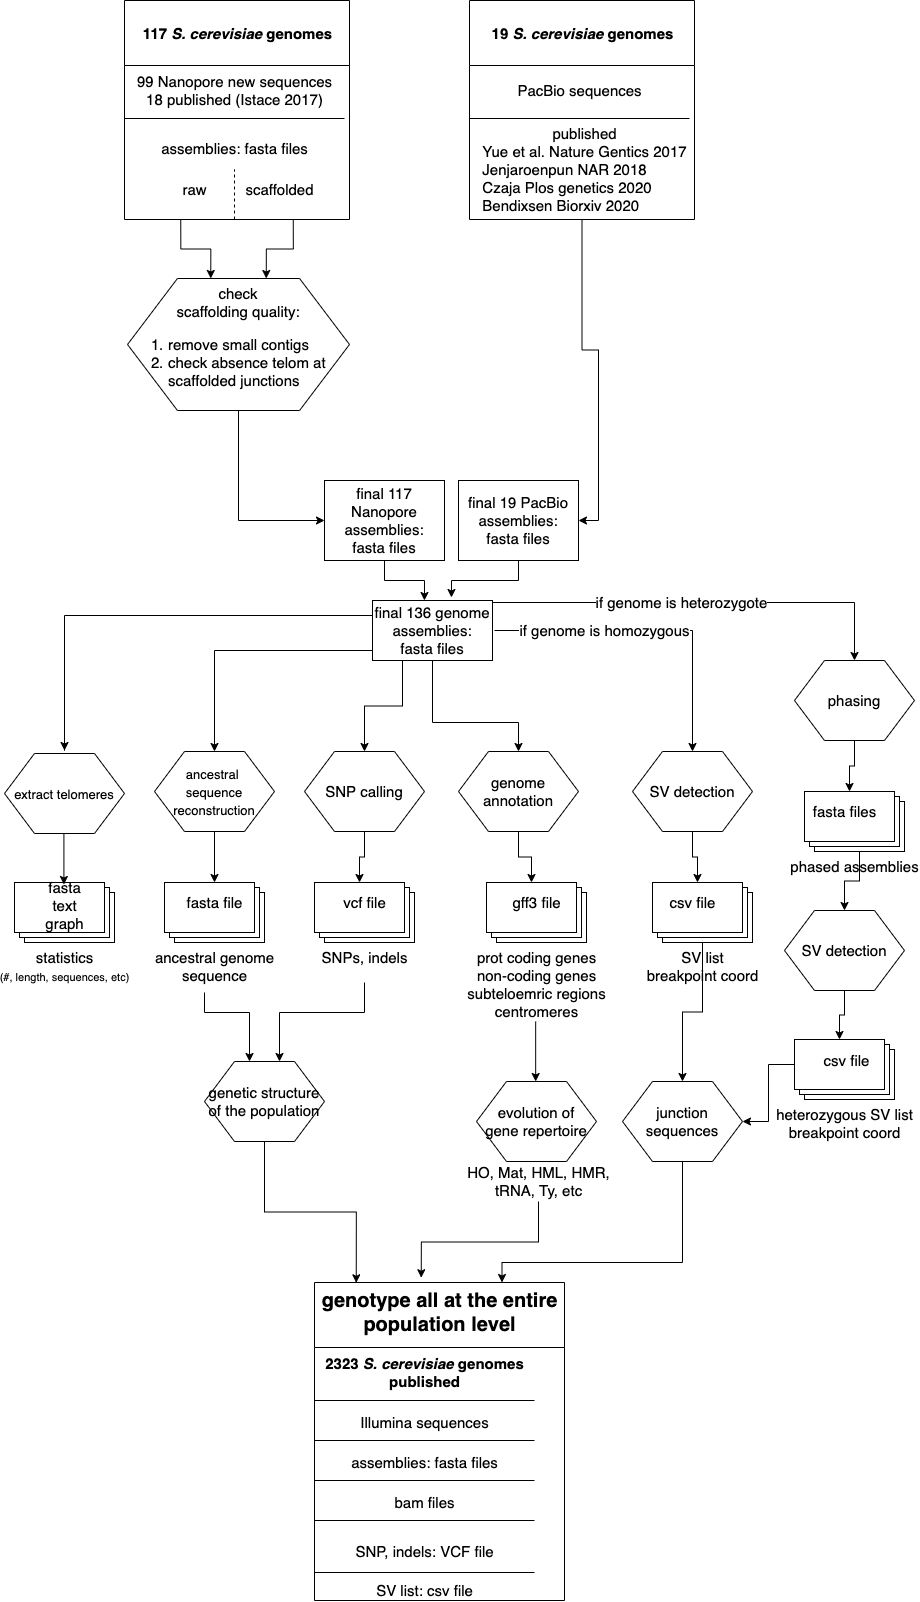 117 S. cerevisiae genomes
99 Nanopore new sequences
18 published (Istace 2017)
assemblies: fasta files
raw
scaffolded
19 S. cerevisiae genomes
PacBio sequences
published
Yue et al. Nature Gentics 2017
Jenjaroenpun NAR 2018
Czaja Plos genetics 2020
Bendixsen Biorxiv 2020
check
scaffolding quality:
1. remove small contigs
2. check absence telom at
scaffolded junctions
final 117
Nanopore
assemblies:
fasta files
final 19 PacBio
assemblies:
fasta files
final 136 genome
assemblies:
fasta files
if genome is heterozygote
if genome is homozygous
phasing
extract telomeres
ancestral
sequence
reconstruction
SNP calling
genome
annotation
SV detection
fasta files
phased assemblies
fasta
text
graph
statistics
(#, length, sequences, etc)
fasta file
ancestral genome
sequence
vcf file
SNPs, indels
gff3 file
prot coding genes
non-coding genes
subteloemric regions
centromeres
csv file
SV list
breakpoint coord
SV detection
csv file
heterozygous SV list
breakpoint coord
genetic structure
of the population
evolution of
gene repertoire
HO, Mat, HML, HMR,
tRNA, Ty, etc
junction
sequences
genotype all at the entire
population level
2323 S. cerevisiae genomes
published
Illumina sequences
assemblies: fasta files
bam files
SNP, indels: VCF file
SV list: csv file